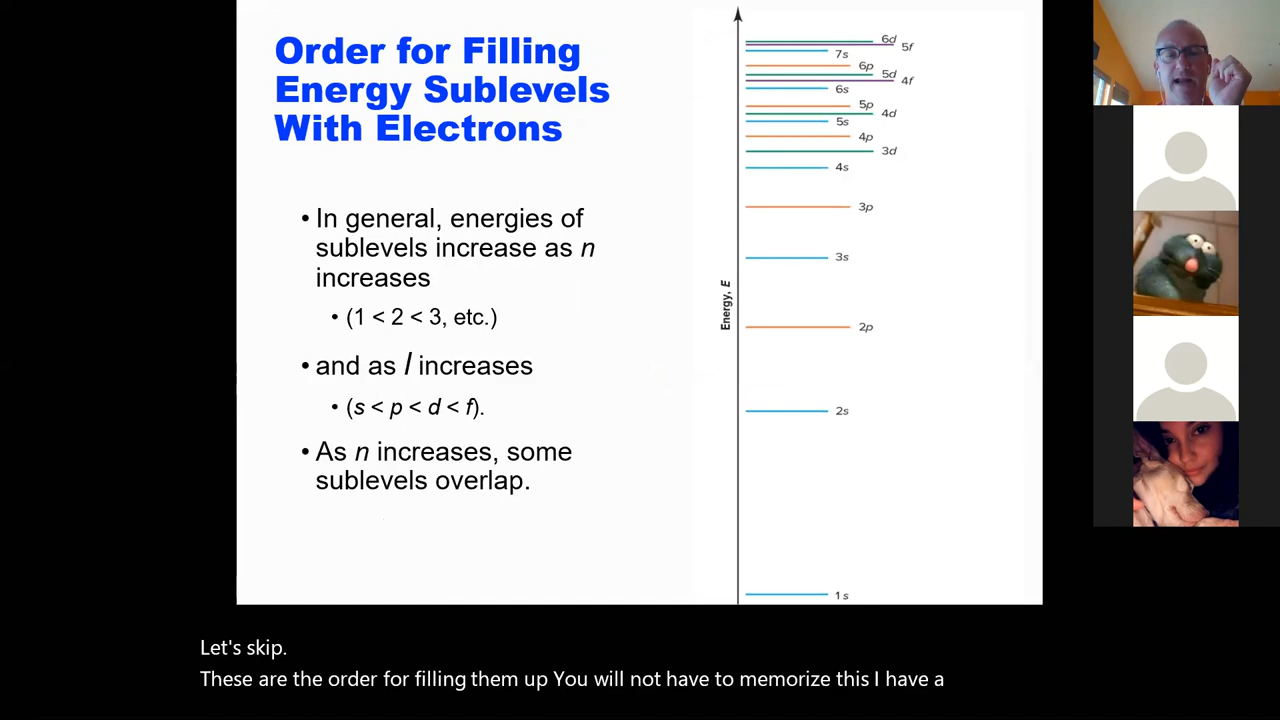 Order for Filling
Energy Sublevels
With Electrons
• In general, energies of
sublevels increase as n
increases
• (1 < 2 < 3, etc.)
• and as l increases
• (s < p < d < f).
• As n increases, some
sublevels overlap.
Energy, E
6d
5f
7s
6p
5d
4f
6s
5p
4d
5s
4p
3d
4s
3p
3s
2p
2s
1s
Let's skip.
These are the order for filling them up You will not have to memorize this I have a